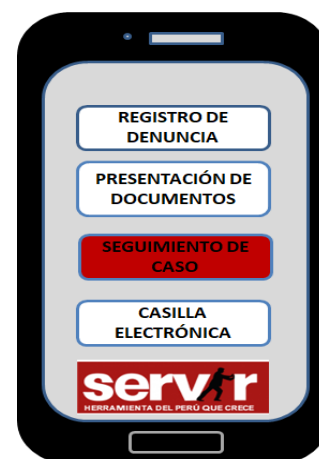 REGISTRO DE
DENUNCIA
PRESENTACIÓN DE
DOCUMENTOS
SEGUIMIENTO DE
CASO
CASILLA
ELECTRÓNICA
servir
HERRAMIENTA DEL PERÚ QUE CRECE